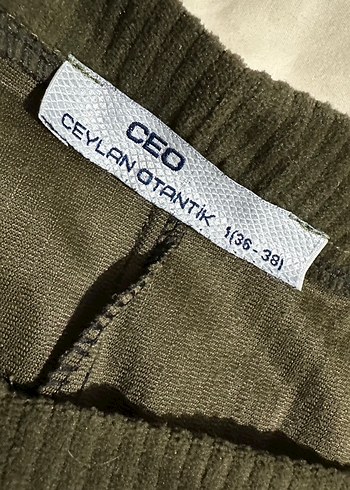 CEO
CEYLAN OTANTİK
1(36-38)